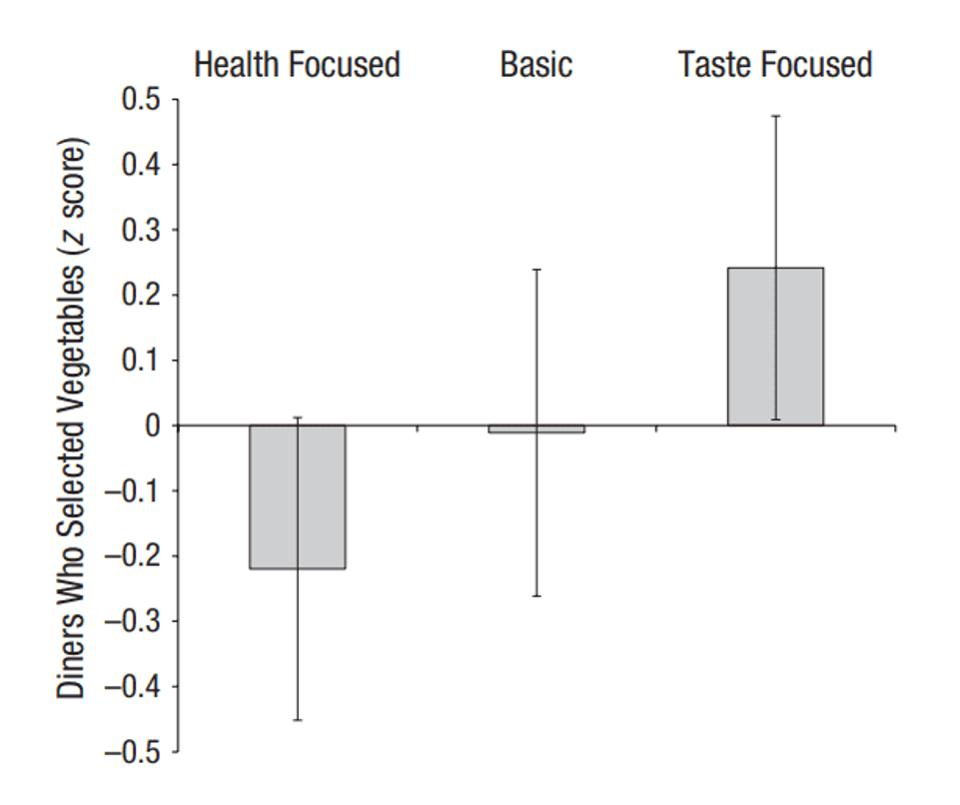 Health Focused
Basic
Taste Focused
Diners Who Selected Vegetables (z score)
0.5
0.4
0.3
0.2
0.1
0
–0.1
–0.2
–0.3
–0.4
–0.5